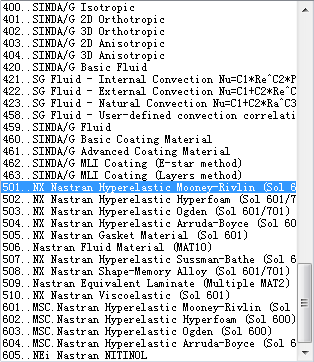 400..SINDA/G Isotropic
402..SINDA/G 2D Orthotropic
403..SINDA/G 3D Orthotropic
404..SINDA/G 2D Anisotropic
405..SINDA/G 3D Anisotropic
420..SINDA/G Basic Fluid
421..SG Fluid - Internal Convection Nu=C1*Re^C2*P
422..SG Fluid - External Convection Nu=C1+C2*Re^C
423..SG Fluid - Natural Convection Nu=C1+C2*Ra^C3
458..SG Fluid - User-defined convection correlati
459..SINDA/G Fluid
460..SINDA/G Basic Coating Material
461..SINDA/G Advanced Coating Material
462..SINDA/G MLI Coating (E-star method)
463..SINDA/G MLI Coating (Layers method)
501..NX Nastran Hyperelastic Mooney-Rivlin (Sol 6
502..NX Nastran Hyperelastic Hyperfoam (Sol 601/7
503..NX Nastran Hyperelastic Ogden (Sol 601/701)
504..NX Nastran Hyperelastic Arruda-Boyce (Sol 60
505..NX Nastran Gasket Material (Sol 601)
506..Nastran Fluid Material (MAT10)
507..NX Nastran Hyperelastic Sussman-Bathe (Sol 6
508..NX Nastran Shape-Memory Alloy (Sol 601/701)
509..Nastran Equivalent Laminate (Multiple MAT2)
510..NX Nastran Viscoelastic (Sol 601)
601..MSC.Nastran Hyperelastic Mooney-Rivlin (Sol
602..MSC.Nastran Hyperelastic Hyperfoam (Sol 600)
603..MSC.Nastran Hyperelastic Ogden (Sol 600)
604..MSC.Nastran Hyperelastic Arruda-Boyce (Sol 6
605..NEi Nastran NITINOL